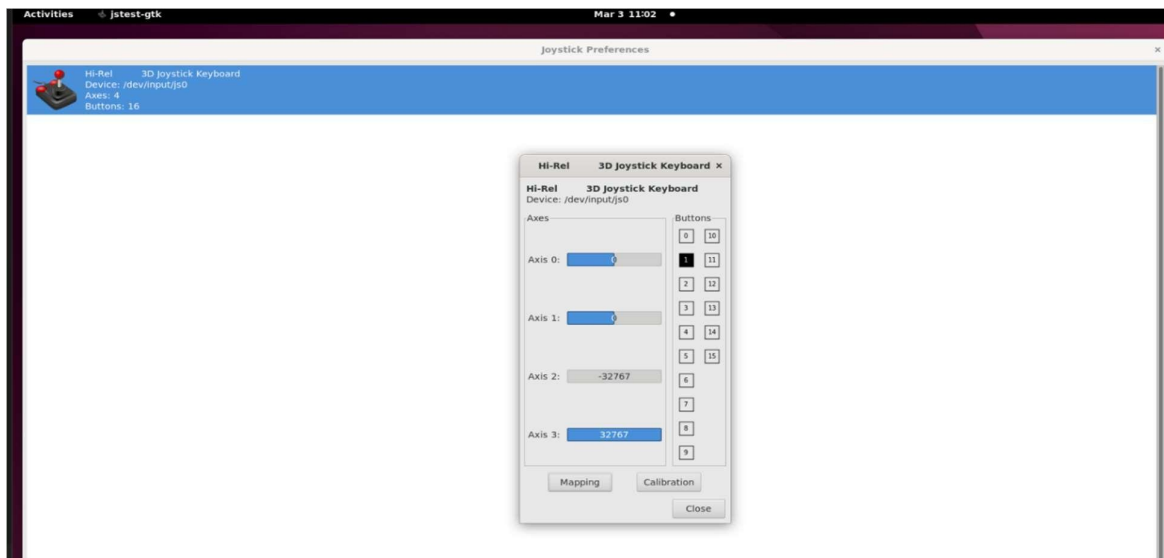 Activities jstest-gtk Mar 3 11:02
Joystick Preferences ×
Hi-Rel 3D Joystick Keyboard
Device: /dev/input/js0
Axes: 4
Buttons: 16
Hi-Rel 3D Joystick Keyboard ×
Hi-Rel 3D Joystick Keyboard
Device: /dev/input/js0
Axes Buttons
0 10
Axis 0: 0 1 11
2 12
3 13
Axis 1: 0
4 14
5 15
Axis 2: -32767
6
7
8
Axis 3: 32767
9
Mapping Calibration
Close